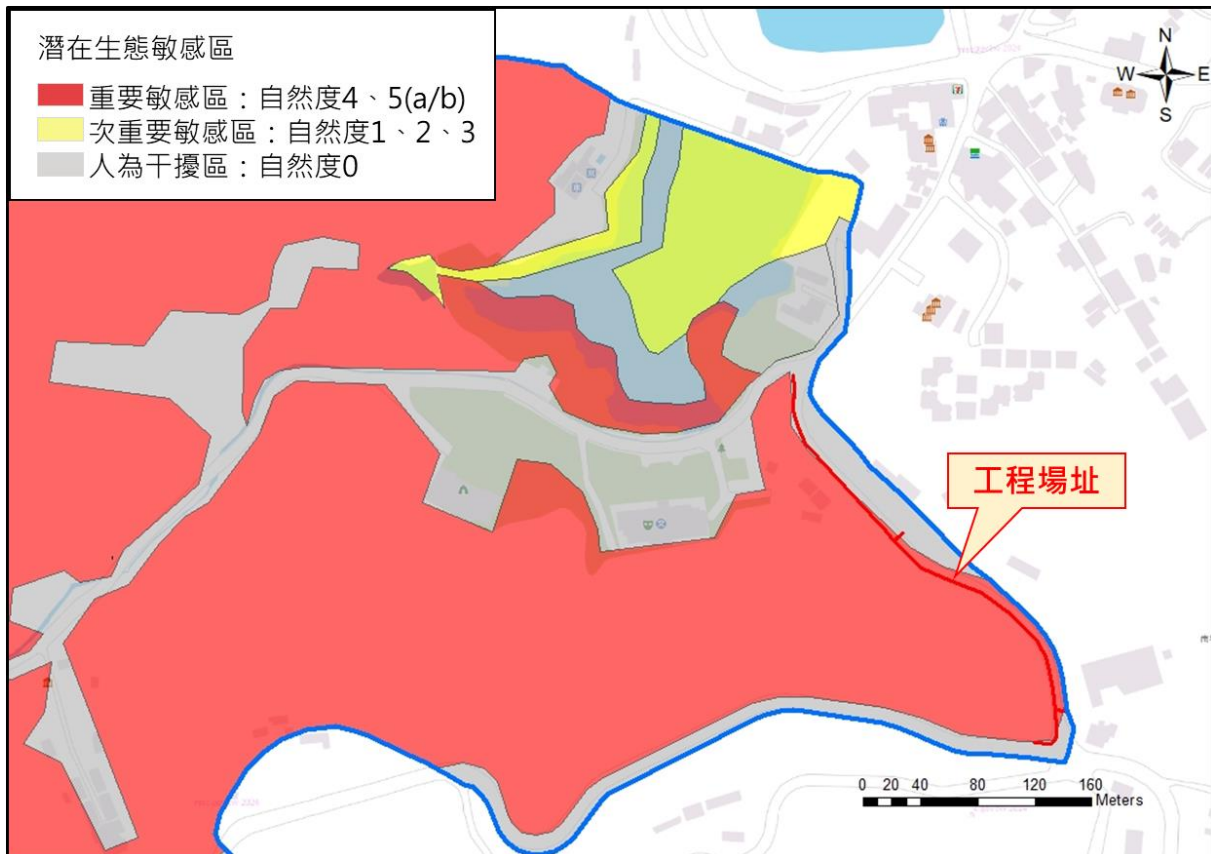 潛在生態敏感區
重要敏感區：自然度4、5(a/b)
次重要敏感區：自然度1、2、3
人為干擾區：自然度0
N
W E
S
工程場址
0 20 40 80 120 160
Meters